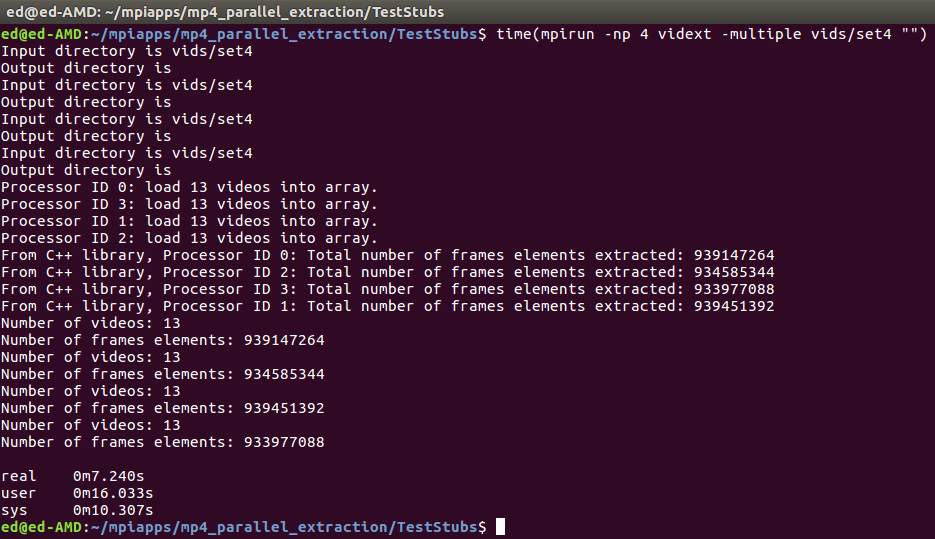 ed@ed-AMD: ~/mpiapps/mp4_parallel_extraction/TestStubs
ed@ed-AMD:~/mpiapps/mp4_parallel_extraction/TestStubs$ time(mpirun -np 4 vidext -multiple vids/set4 "")
Input directory is vids/set4
Output directory is
Input directory is vids/set4
Output directory is
Input directory is vids/set4
Output directory is
Input directory is vids/set4
Output directory is
Processor ID 0: load 13 videos into array.
Processor ID 3: load 13 videos into array.
Processor ID 1: load 13 videos into array.
Processor ID 2: load 13 videos into array.
From C++ library, Processor ID 0: Total number of frames elements extracted: 939147264
From C++ library, Processor ID 2: Total number of frames elements extracted: 934585344
From C++ library, Processor ID 3: Total number of frames elements extracted: 933977088
From C++ library, Processor ID 1: Total number of frames elements extracted: 939451392
Number of videos: 13
Number of frames elements: 939147264
Number of videos: 13
Number of frames elements: 934585344
Number of videos: 13
Number of frames elements: 939451392
Number of videos: 13
Number of frames elements: 933977088
real 0m7.240s
user 0m16.033s
sys 0m10.307s
ed@ed-AMD:~/mpiapps/mp4_parallel_extraction/TestStubs$